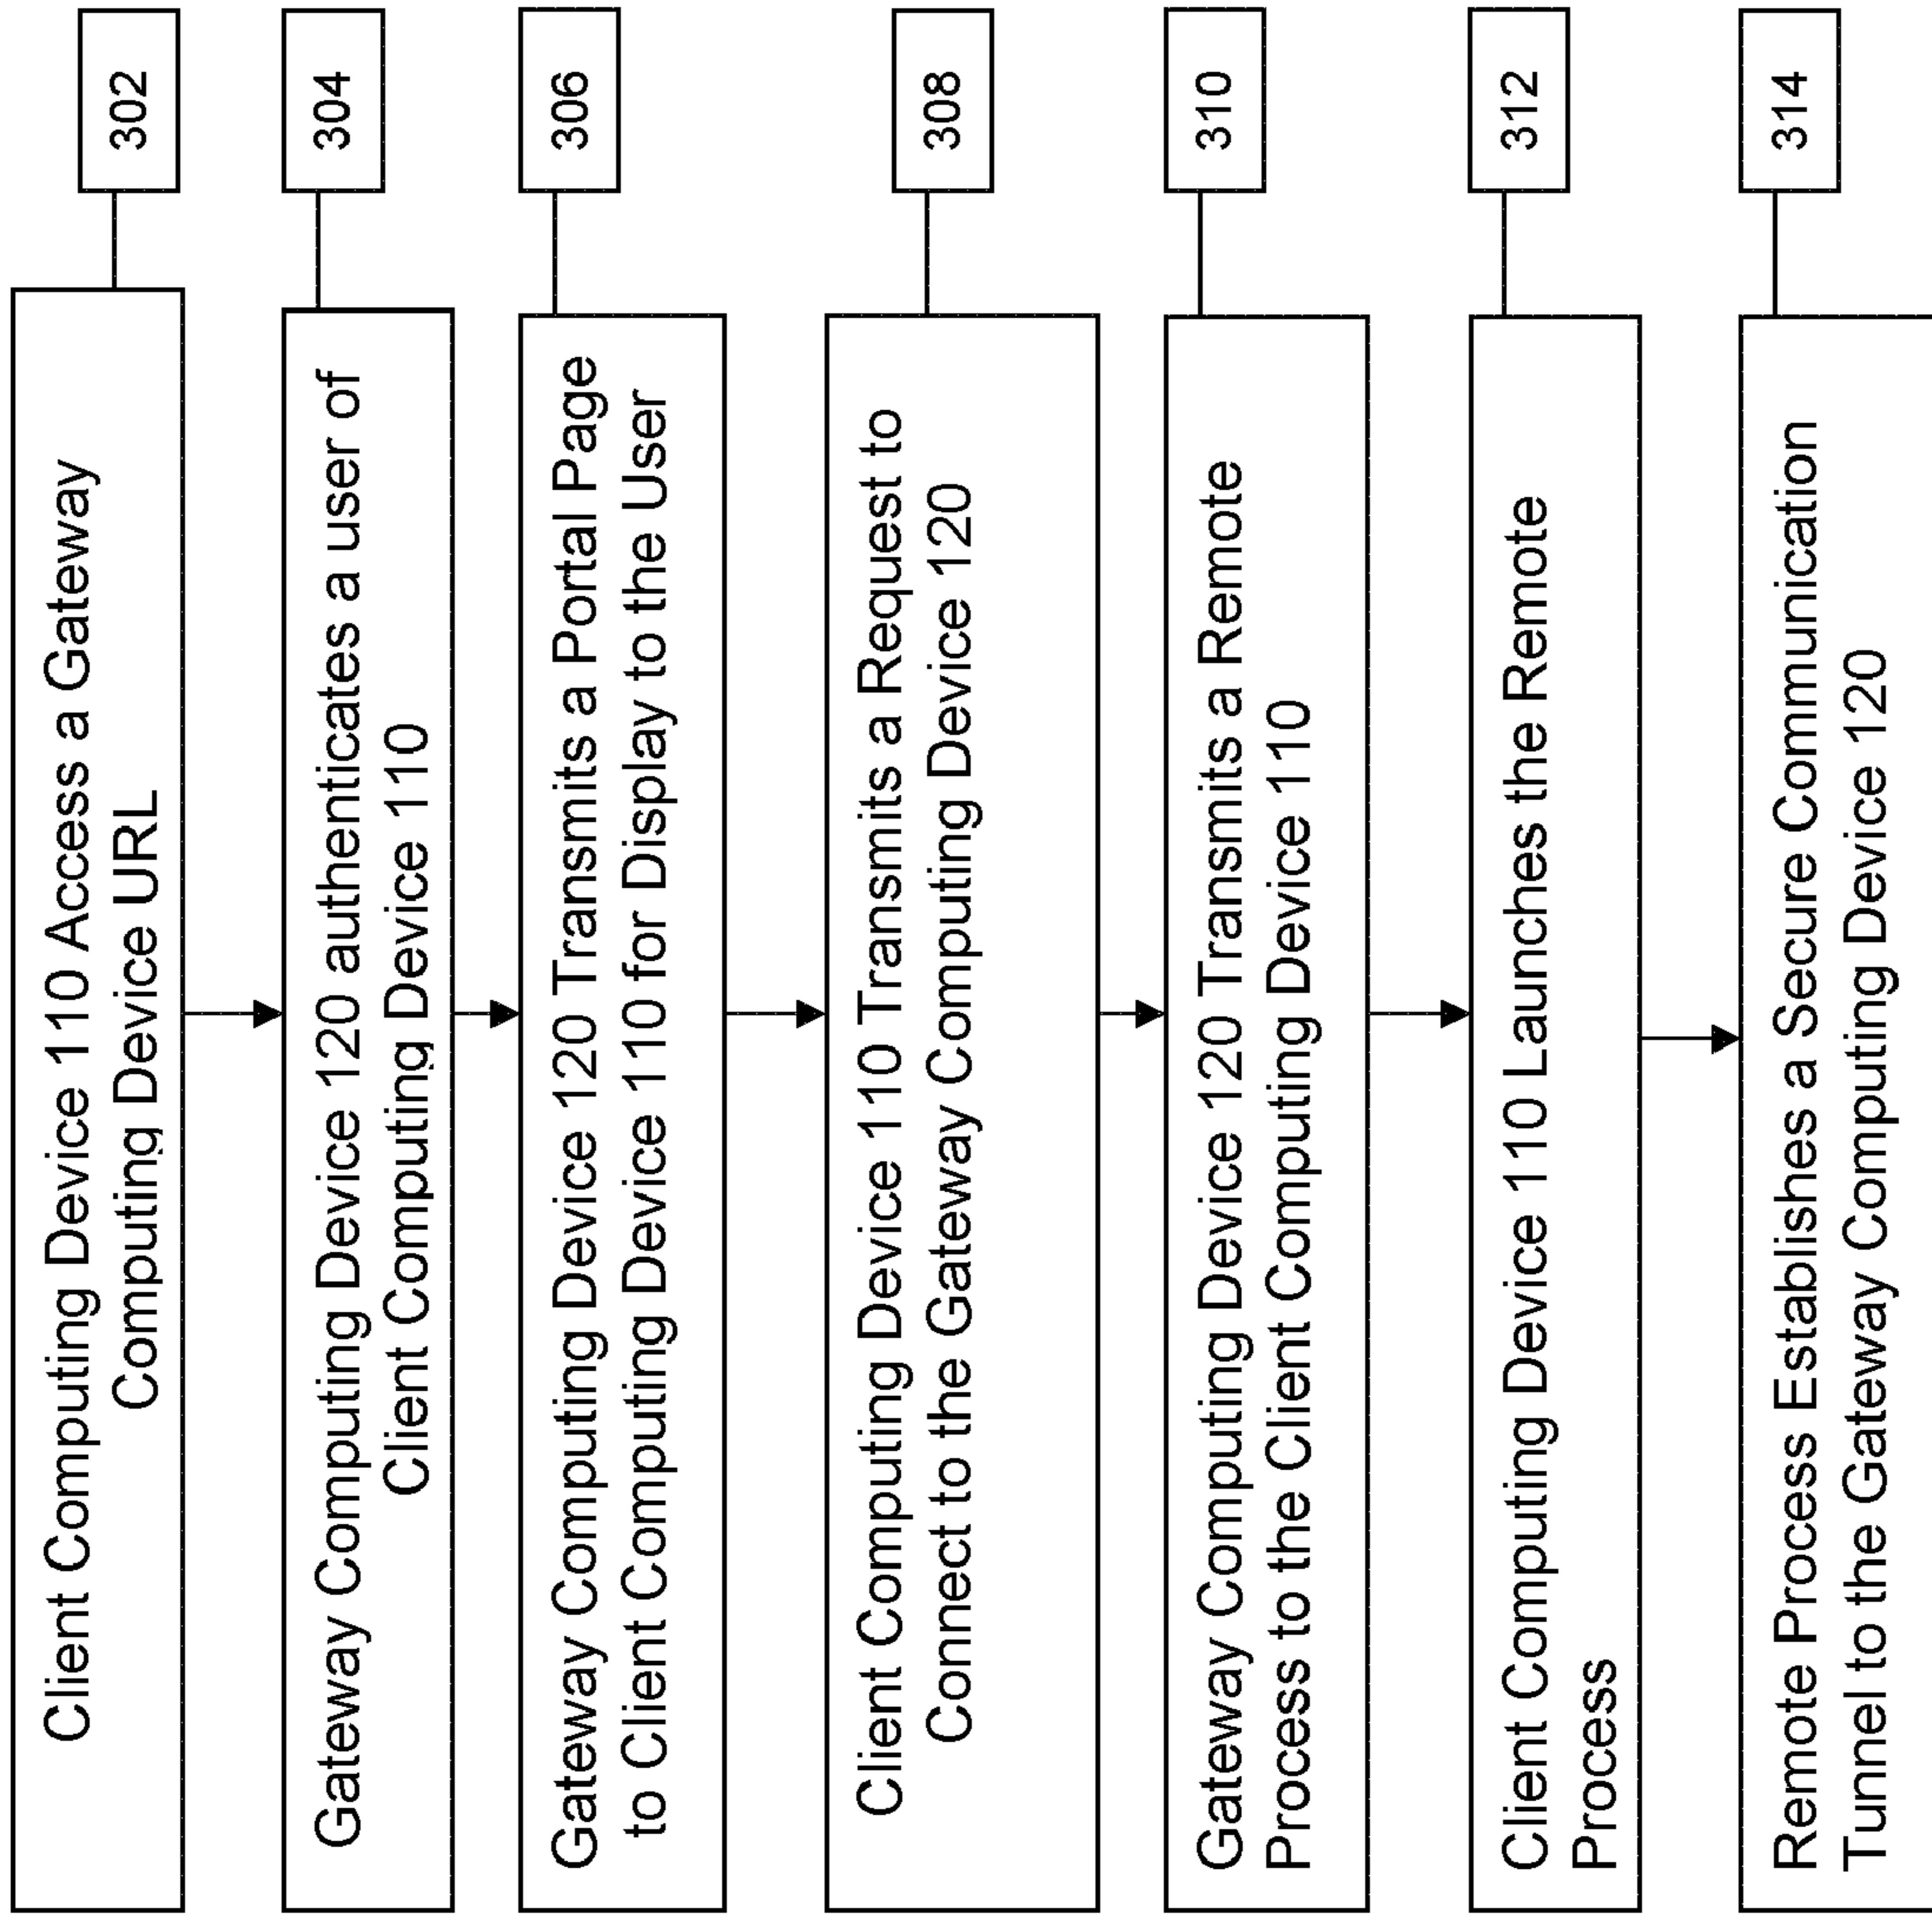 Client Computing Device 110 Access a Gateway
Computing Device URL
302
Gateway Computing Device 120 authenticates a user of
Client Computing Device 110
304
Gateway Computing Device 120 Transmits a Portal Page
to Client Computing Device 110 for Display to the User
306
Client Computing Device 110 Transmits a Request to
Connect to the Gateway Computing Device 120
308
Gateway Computing Device 120 Transmits a Remote
Process to the Client Computing Device 110
310
Client Computing Device 110 Launches the Remote
Process
312
Remote Process Establishes a Secure Communication
Tunnel to the Gateway Computing Device 120
314